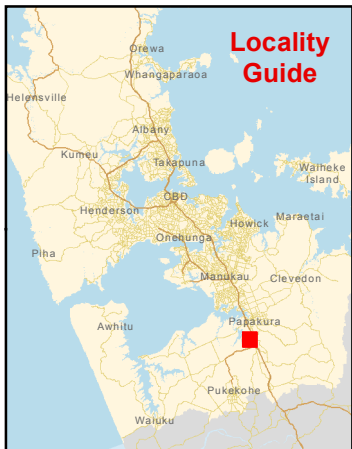 Locality
Guide
Orewa
Whangaparaoa
Helensville
Albany
Kumeu
Takapuna
Waiheke
Island
CBD
Henderson
Howick
Maraetai
Onehunga
Piha
Manukau
Clevedon
Awhitu
Papakura
Pukekohe
Waiuku